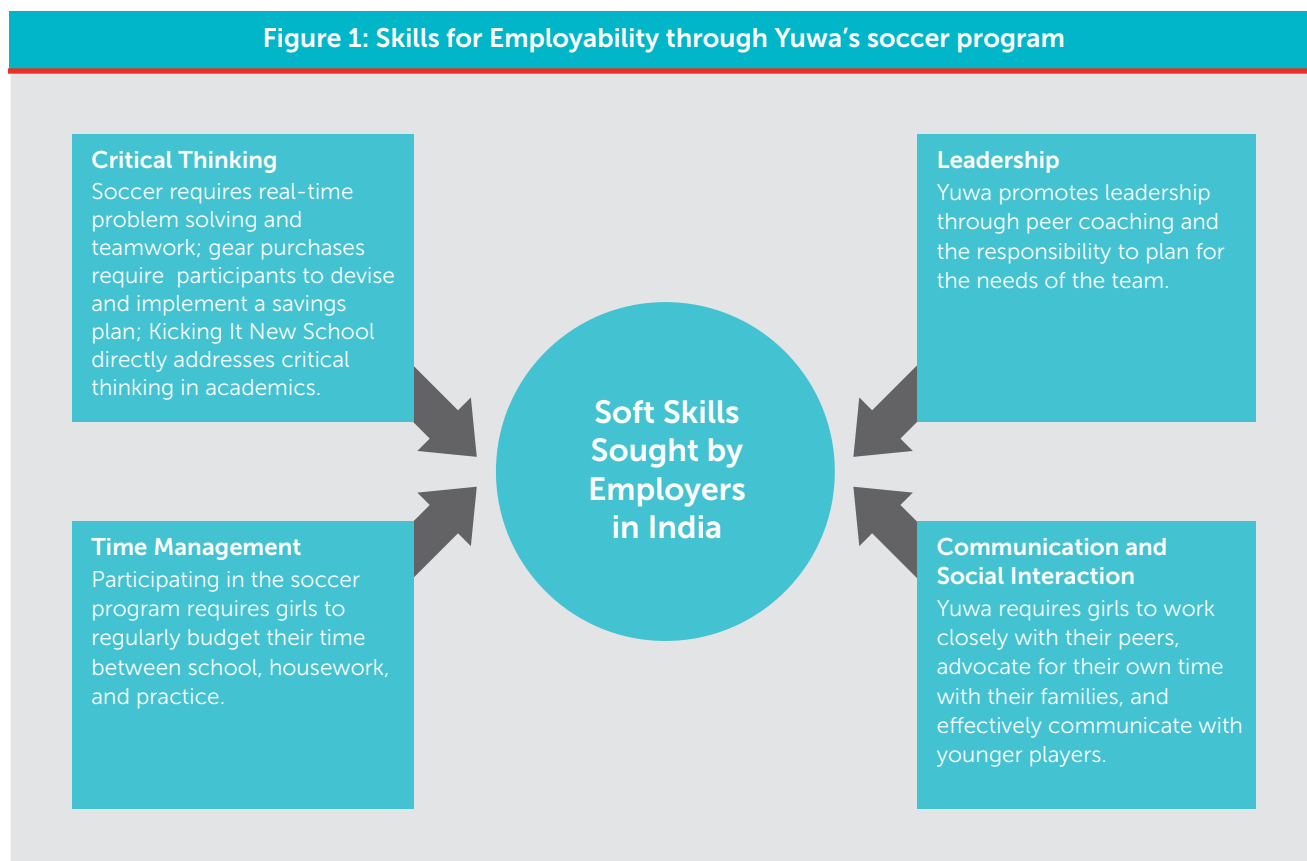 Figure 1: Skills for Employability through Yuwa’s soccer program
Critical Thinking
Soccer requires real-time
problem solving and
teamwork; gear purchases
require participants to devise
and implement a savings
plan; Kicking It New School
directly addresses critical
thinking in academics.
Leadership
Yuwa promotes leadership
through peer coaching and
the responsibility to plan for
the needs of the team.
Soft Skills
Sought by
Employers
in India
Time Management
Participating in the soccer
program requires girls to
regularly budget their time
between school, housework,
and practice.
Communication and
Social Interaction
Yuwa requires girls to work
closely with their peers,
advocate for their own time
with their families, and
effectively communicate with
younger players.